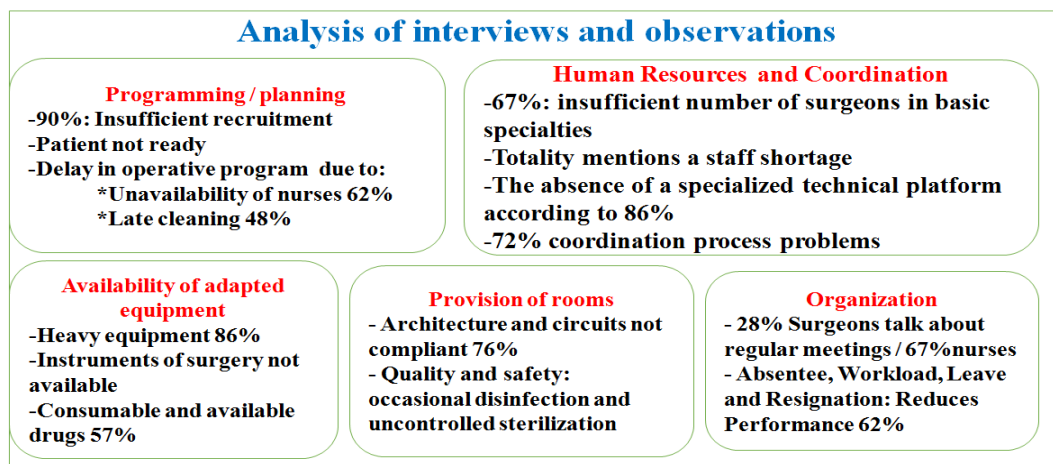 Analysis of interviews and observations
Programming / planning
-90%: Insufficient recruitment
-Patient not ready
-Delay in operative program due to:
*Unavailability of nurses 62%
*Late cleaning 48%
Human Resources and Coordination
-67%: insufficient number of surgeons in basic
specialties
-Totality mentions a staff shortage
-The absence of a specialized technical platform
according to 86%
-72% coordination process problems
Availability of adapted
equipment
-Heavy equipment 86%
-Instruments of surgery not
available
-Consumable and available
drugs 57%
Provision of rooms
- Architecture and circuits not
compliant 76%
- Quality and safety:
occasional disinfection and
uncontrolled sterilization
Organization
- 28% Surgeons talk about
regular meetings / 67%nurses
- Absentee, Workload, Leave
and Resignation: Reduces
Performance 62%